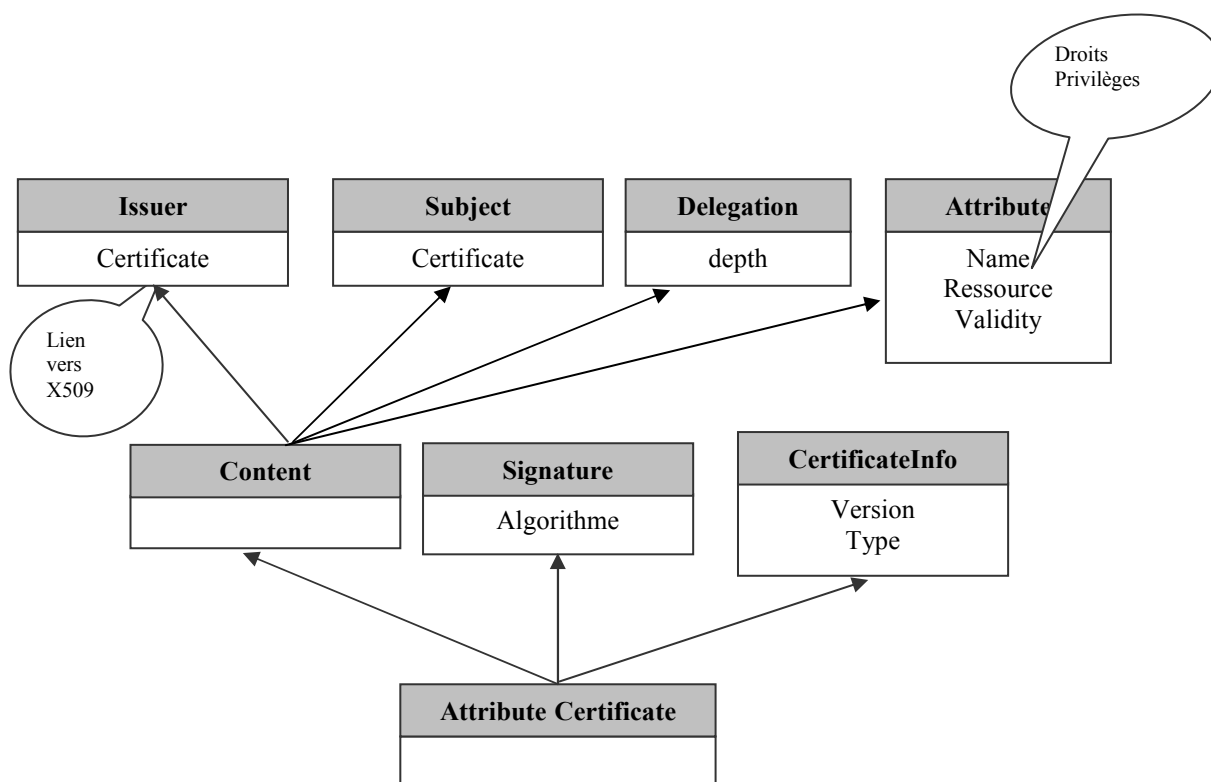 Droits
Privilèges
Issuer
Certificate
Subject
Certificate
Delegation
depth
Attribute
Name
Ressource
Validity
Lien
vers
X509
Content
Signature
Algorithme
CertificateInfo
Version
Type
Attribute Certificate